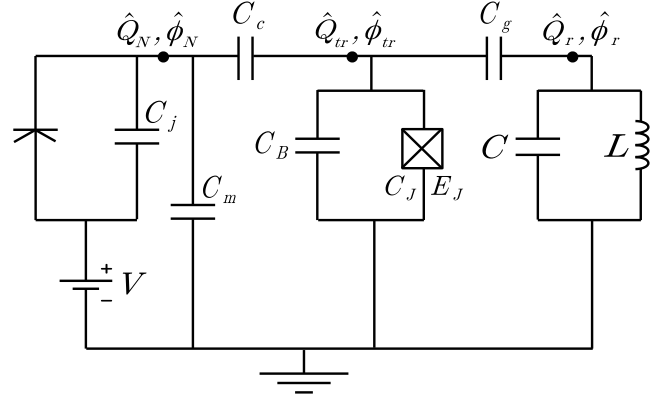 C_c
C_g
Q̂_N, ϕ̂_N
Q̂_tr, ϕ̂_tr
Q̂_r, ϕ̂_r
C_j
C_B
C_J E_J
C
L
C_m
+
V
−